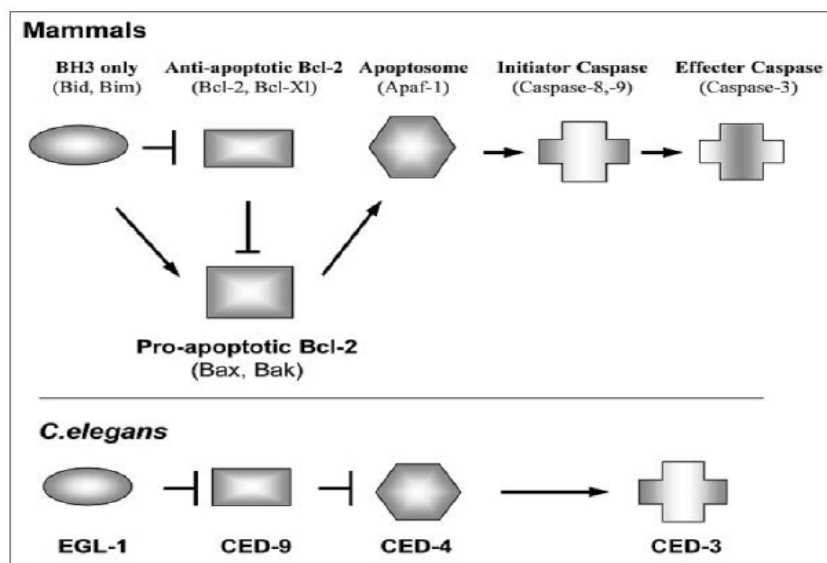 Mammals
BH3 only Anti-apoptotic Bcl-2 Apoptosome Initiator Caspase Effecter Caspase
(Bid, Bim) (Bcl-2, Bcl-Xl) (Apaf-1) (Caspase-8,-9) (Caspase-3)
Pro-apoptotic Bcl-2
(Bax, Bak)
C.elegans
EGL-1 CED-9 CED-4 CED-3